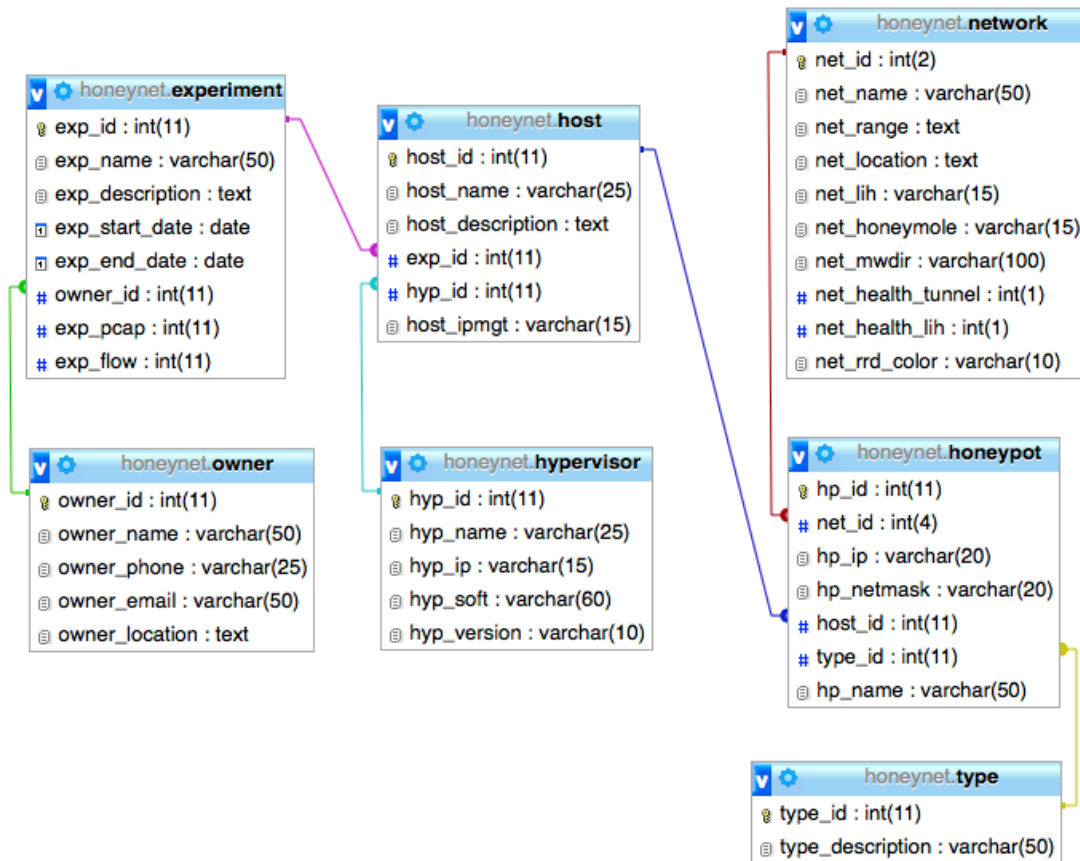 honeynet.experiment
exp_id : int(11)
exp_name : varchar(50)
exp_description : text
exp_start_date : date
exp_end_date : date
owner_id : int(11)
exp_pcap : int(11)
exp_flow : int(11)
honeynet.host
host_id : int(11)
host_name : varchar(25)
host_description : text
exp_id : int(11)
hyp_id : int(11)
host_ipmgt : varchar(15)
honeynet.network
net_id : int(2)
net_name : varchar(50)
net_range : text
net_location : text
net_lih : varchar(15)
net_honeymole : varchar(15)
net_mwdir : varchar(100)
net_health_tunnel : int(1)
net_health_lih : int(1)
net_rrd_color : varchar(10)
honeynet.owner
owner_id : int(11)
owner_name : varchar(50)
owner_phone : varchar(25)
owner_email : varchar(50)
owner_location : text
honeynet.hypervisor
hyp_id : int(11)
hyp_name : varchar(25)
hyp_ip : varchar(15)
hyp_soft : varchar(60)
hyp_version : varchar(10)
honeynet.honeypot
hp_id : int(11)
net_id : int(4)
hp_ip : varchar(20)
hp_netmask : varchar(20)
host_id : int(11)
type_id : int(11)
hp_name : varchar(50)
honeynet.type
type_id : int(11)
type_description : varchar(50)